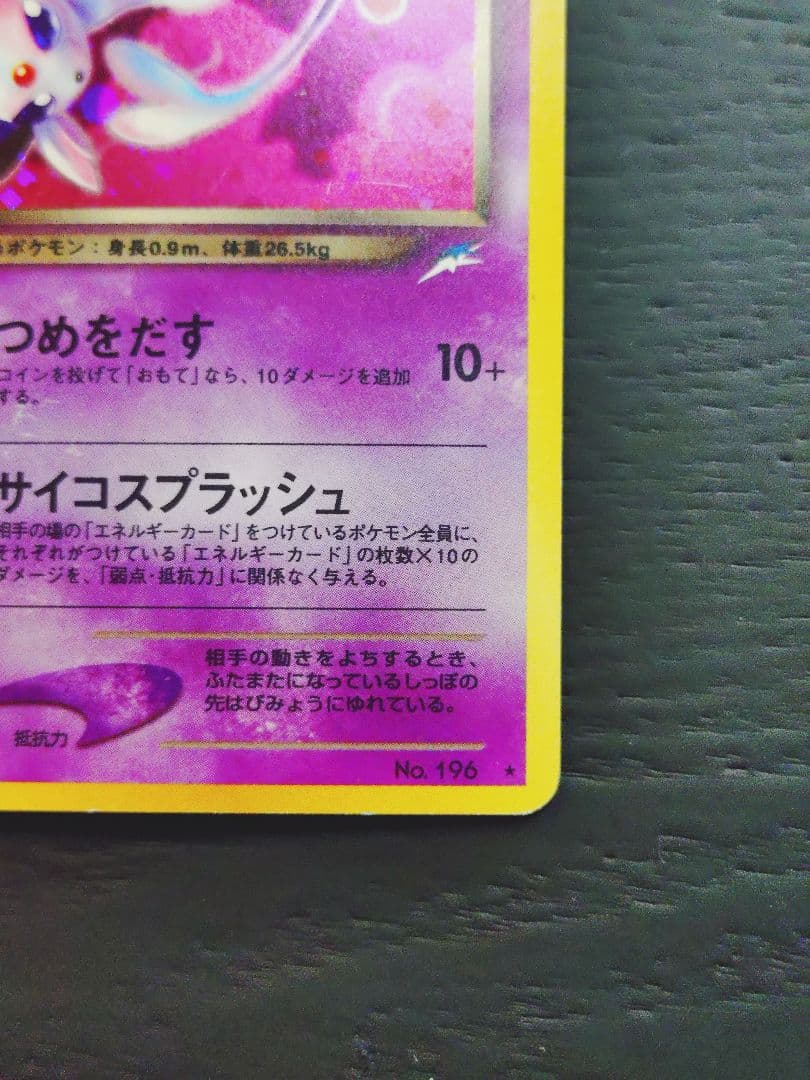 ポケモン：身長0.9m、体重26.5kg
つめをだす
10+
コインを投げて「おもて」なら、10ダメージを追加
する。
サイコスプラッシュ
相手の場の「エネルギーカード」をつけているポケモン全員に、
それぞれがつけている「エネルギーカード」の枚数×10の
ダメージを、「弱点・抵抗力」に関係なく与える。
相手の動きをよちするとき、
ふたまたになっているしっぽの
先はびみょうにゆれている。
抵抗力
No. 196 ★